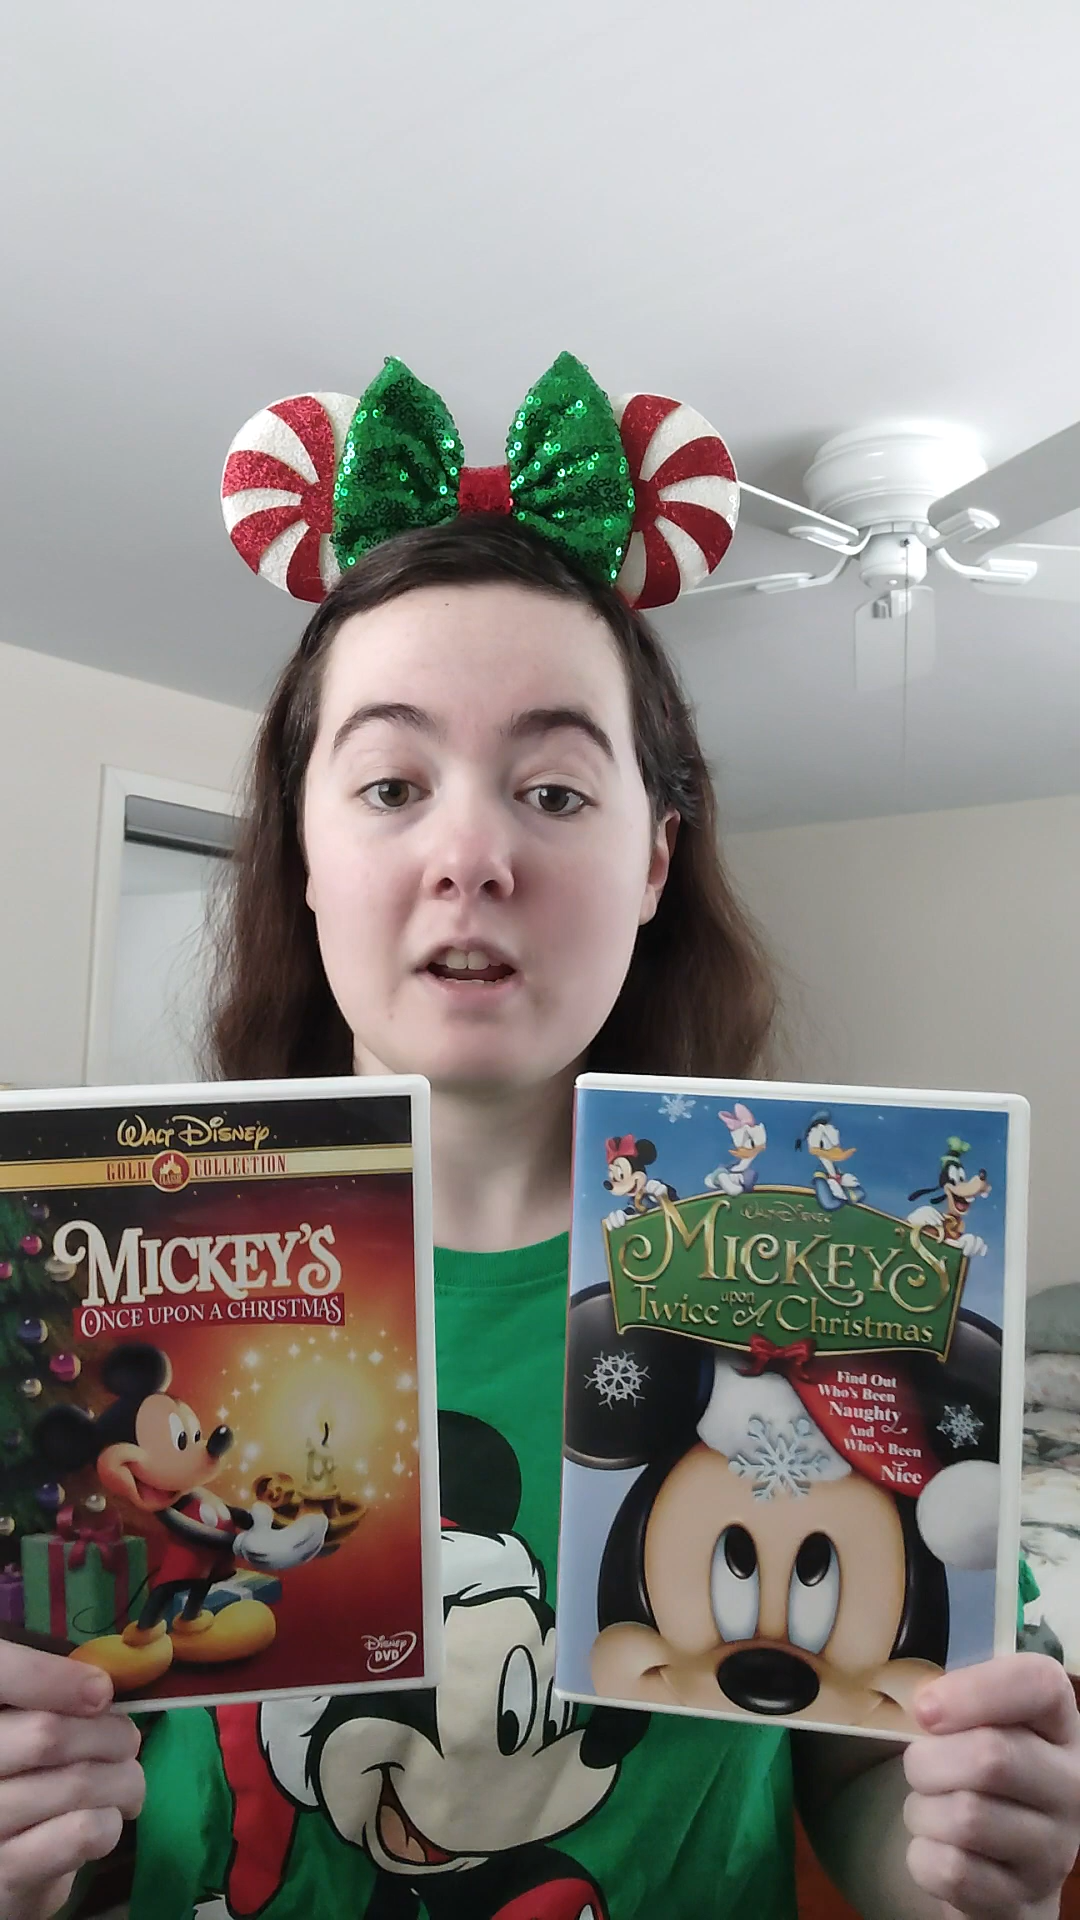 WALT DISNEY
GOLD CLASSIC COLLECTION
MICKEY'S
ONCE UPON A CHRISTMAS
DISNEY
DVD
WALT DISNEY
MICKEY'S
Twice upon A Christmas
Find Out
Who's Been
Naughty
And
Who's Been
Nice